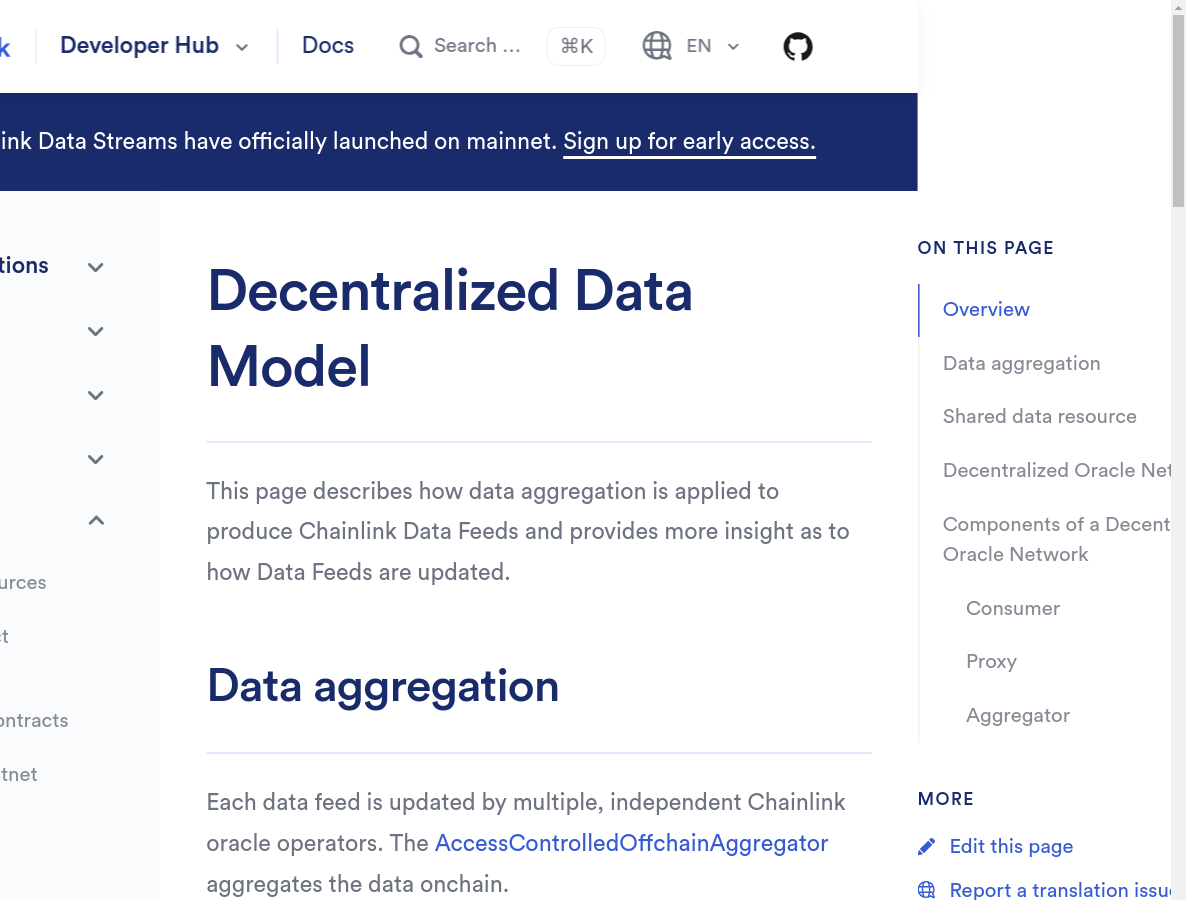 k
Developer Hub
Docs
Search ...
⌘K
EN
ink Data Streams have officially launched on mainnet. Sign up for early access.
tions
urces
ct
ontracts
tnet
Decentralized Data
Model
This page describes how data aggregation is applied to
produce Chainlink Data Feeds and provides more insight as to
how Data Feeds are updated.
Data aggregation
Each data feed is updated by multiple, independent Chainlink
oracle operators. The AccessControlledOffchainAggregator
aggregates the data onchain.
ON THIS PAGE
Overview
Data aggregation
Shared data resource
Decentralized Oracle Net
Components of a Decent
Oracle Network
Consumer
Proxy
Aggregator
MORE
Edit this page
Report a translation issu